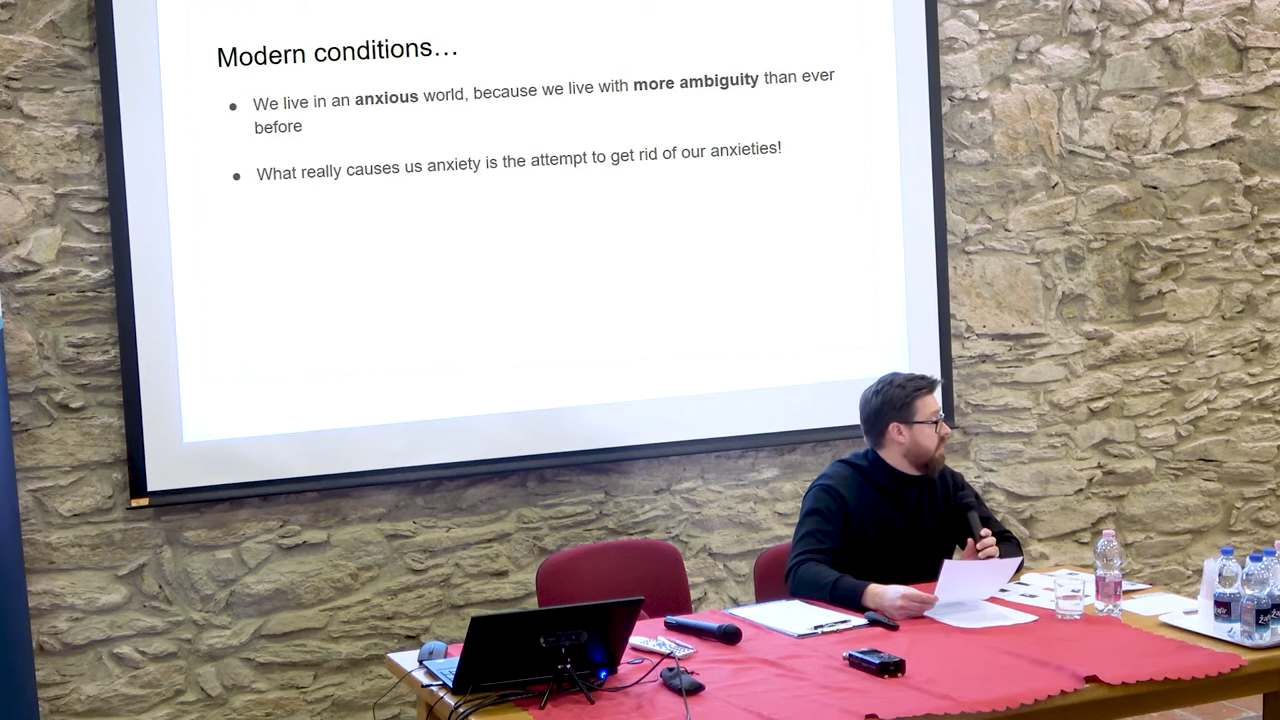 Modern conditions…
● We live in an anxious world, because we live with more ambiguity than ever
before
● What really causes us anxiety is the attempt to get rid of our anxieties!